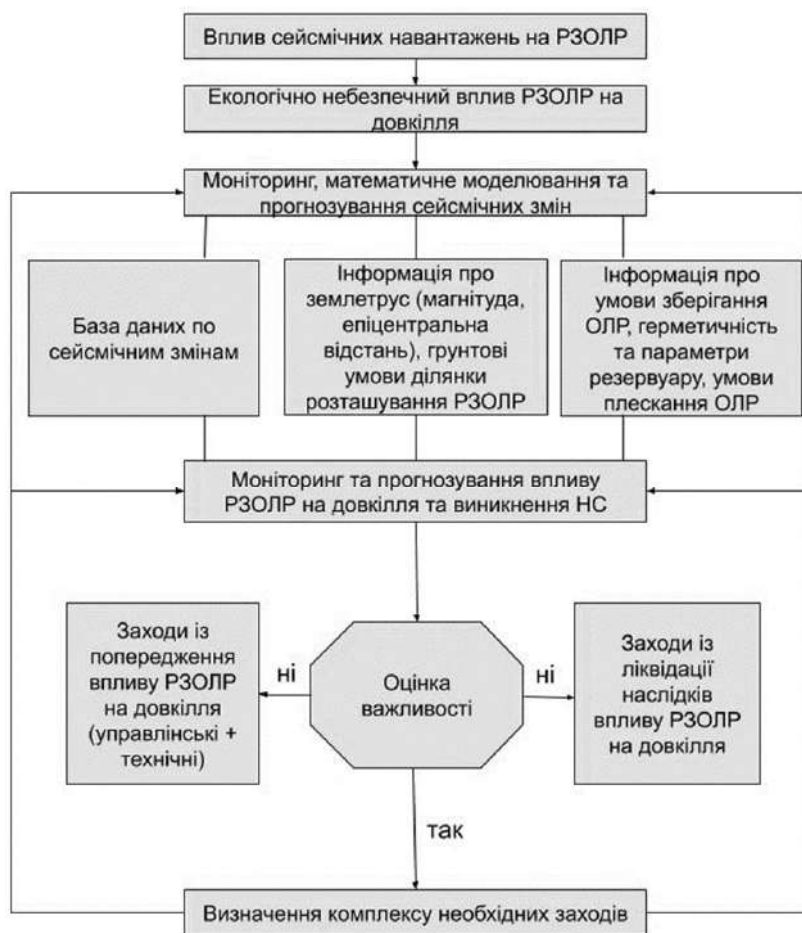 Вплив сейсмічних навантажень на РЗОЛР
Екологічно небезпечний вплив РЗОЛР на
довкілля
Моніторинг, математичне моделювання та
прогнозування сейсмічних змін
База даних по
сейсмічним змінам
Інформація про
землетрус (магнітуда,
епіцентральна
відстань), грунтові
умови ділянки
розташування РЗОЛР
Інформація про
умови зберігання
ОЛР, герметичність
та параметри
резервуару, умови
плескання ОЛР
Моніторинг та прогнозування впливу
РЗОЛР на довкілля та виникнення НС
Заходи із
попередження
впливу РЗОЛР
на довкілля
(управлінські +
технічні)
ні
Оцінка
важливості
ні
Заходи із
ліквідації
наслідків
впливу РЗОЛР
на довкілля
так
Визначення комплексу необхідних заходів